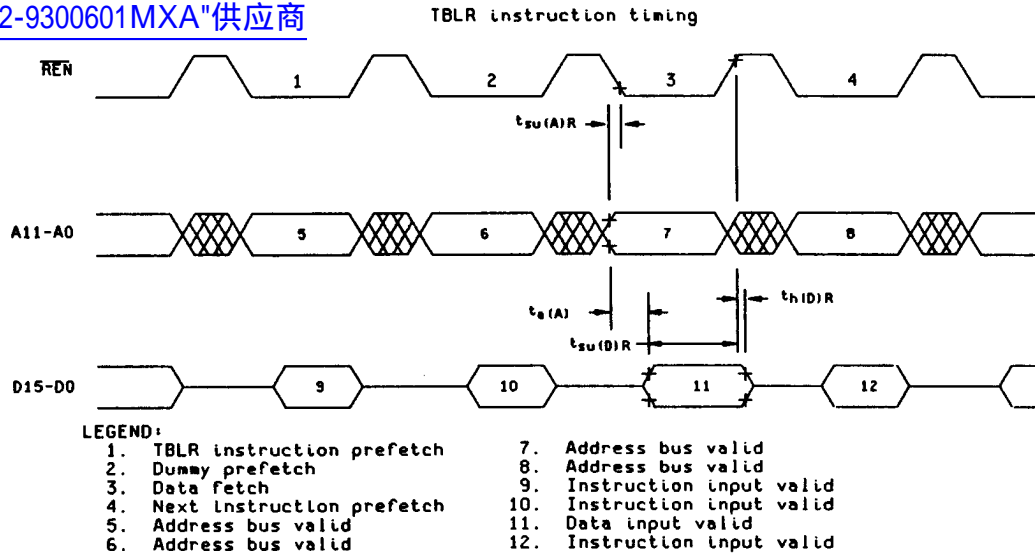 2-9300601MXA"供应商
TBLR instruction timing
REN
1 2 3 4
tsu(A)R
A11-A0
5 6 7 8
ta(A)
th(D)R
tsu(D)R
D15-D0
9 10 11 12
LEGEND:
1. TBLR instruction prefetch
2. Dummy prefetch
3. Data fetch
4. Next instruction prefetch
5. Address bus valid
6. Address bus valid
7. Address bus valid
8. Address bus valid
9. Instruction input valid
10. Instruction input valid
11. Data input valid
12. Instruction input valid